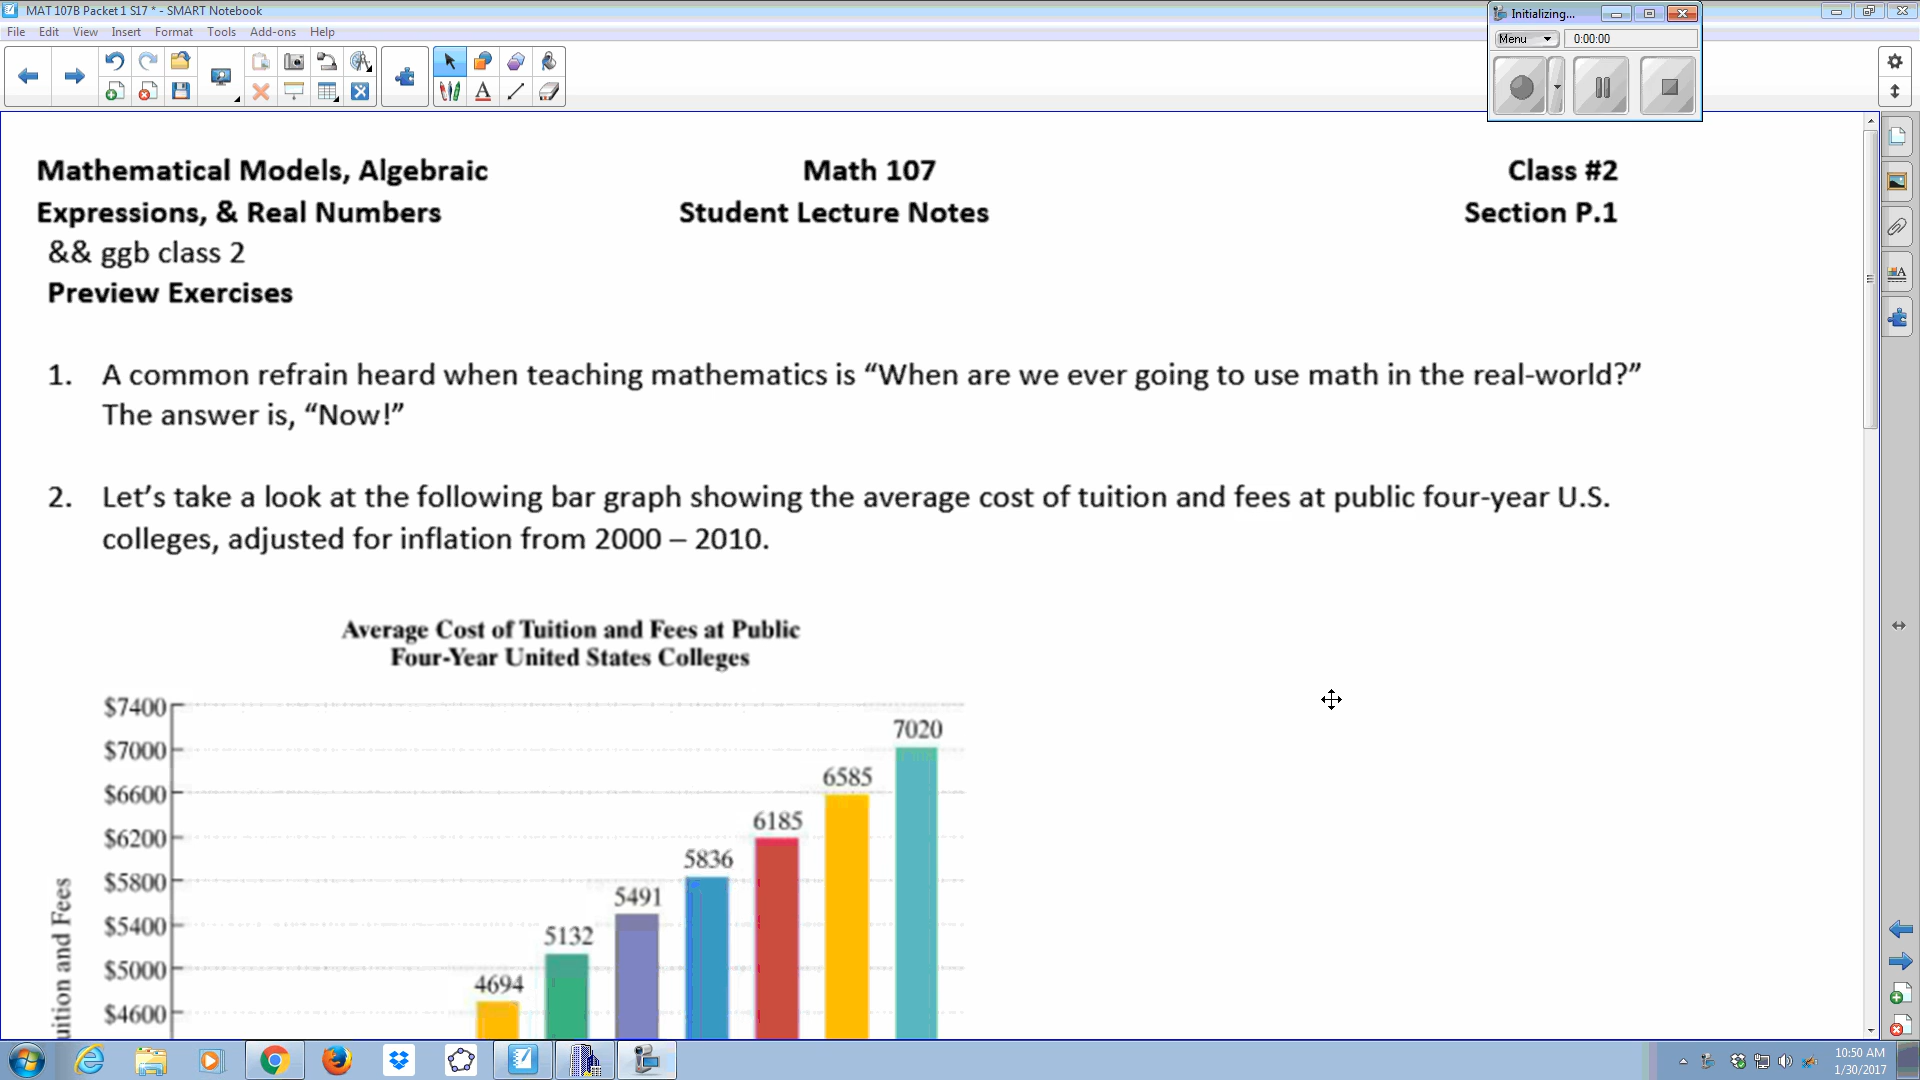 MAT 107B Packet 1 S17 * - SMART Notebook
File Edit View Insert Format Tools Add-ons Help
Initializing...
Menu 0:00:00
Mathematical Models, Algebraic Math 107 Class #2
Expressions, & Real Numbers Student Lecture Notes Section P.1
&& ggb class 2
Preview Exercises
1. A common refrain heard when teaching mathematics is “When are we ever going to use math in the real-world?”
The answer is, “Now!”
2. Let’s take a look at the following bar graph showing the average cost of tuition and fees at public four-year U.S.
colleges, adjusted for inflation from 2000 – 2010.
Average Cost of Tuition and Fees at Public
Four-Year United States Colleges
$7400
7020
$7000
6585
$6600
6185
$6200
5836
$5800
5491
$5400
5132
$5000
4694
$4600
uition and Fees
10:50 AM
1/30/2017